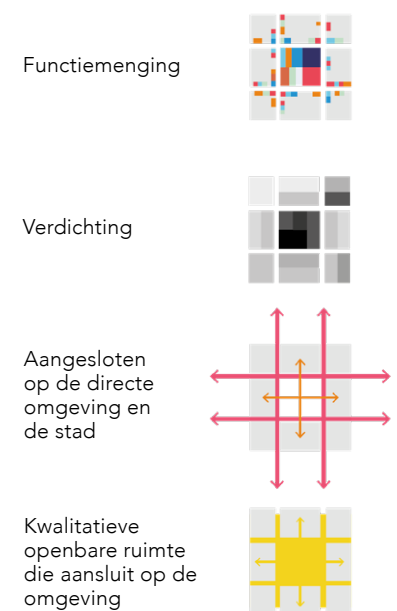 Functiemenging
Verdichting
Aangesloten
op de directe
omgeving en
de stad
Kwalitatieve
openbare ruimte
die aansluit op de
omgeving